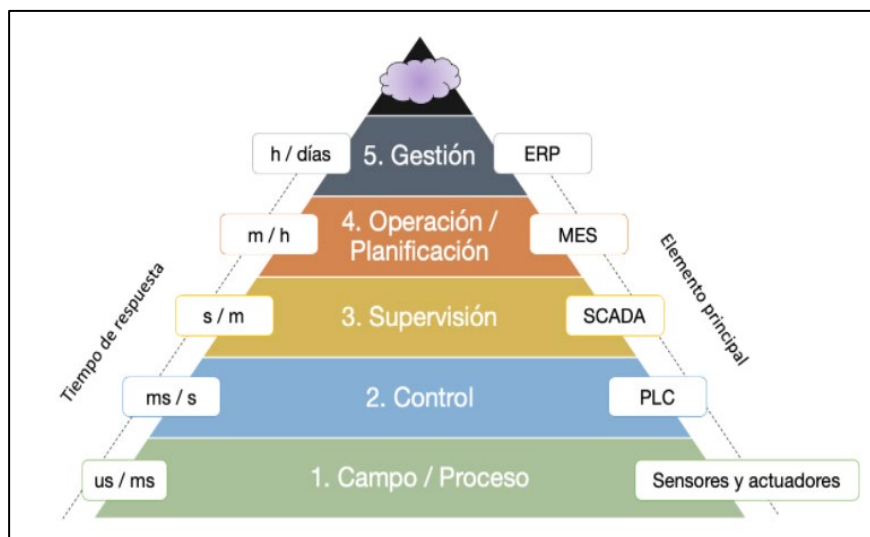 h / días
5. Gestión
ERP
m / h
4. Operación /
Planificación
MES
s / m
3. Supervisión
SCADA
ms / s
2. Control
PLC
us / ms
1. Campo / Proceso
Sensores y actuadores
Tiempo de respuesta
Elemento principal